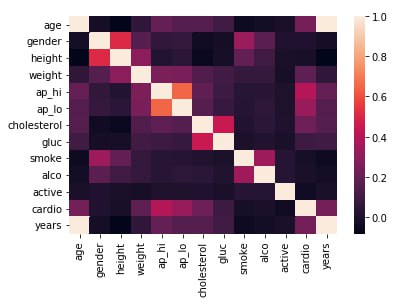 age
gender
height
weight
ap_hi
ap_lo
cholesterol
gluc
smoke
alco
active
cardio
years
age
gender
height
weight
ap_hi
ap_lo
cholesterol
gluc
smoke
alco
active
cardio
years
1.0
0.8
0.6
0.4
0.2
0.0